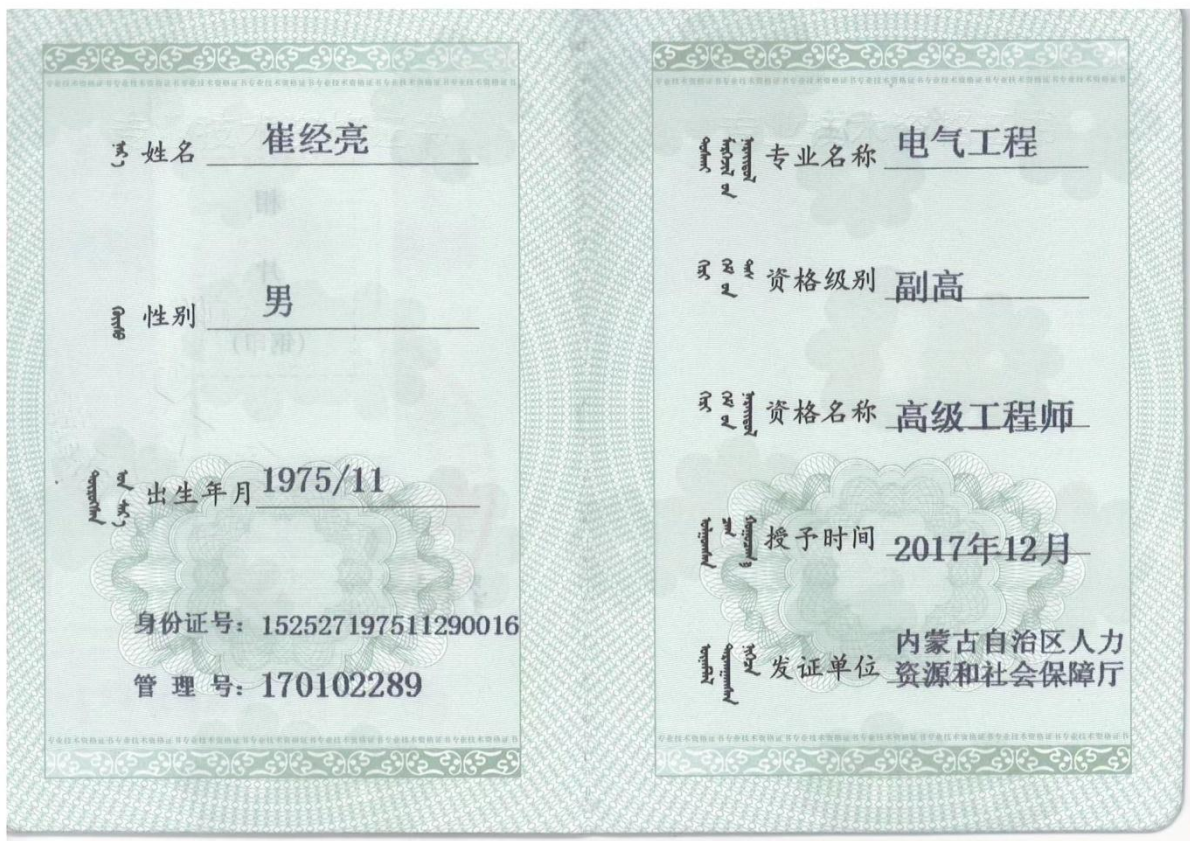 姓名 崔经亮
性别 男
出生年月 1975/11
身份证号：152527197511290016
管 理 号：170102289
专业名称 电气工程
资格级别 副高
资格名称 高级工程师
授予时间 2017年12月
发证单位 内蒙古自治区人力
资源和社会保障厅